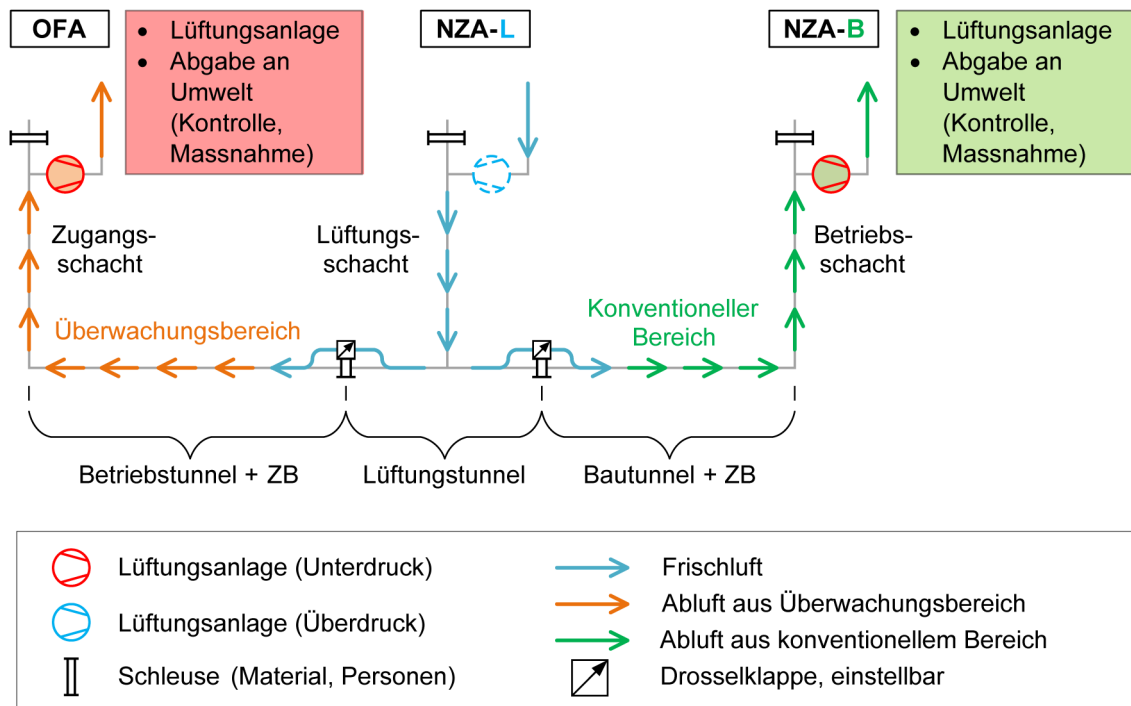 OFA
• Lüftungsanlage
• Abgabe an
Umwelt
(Kontrolle,
Massnahme)
NZA-L
NZA-B
• Lüftungsanlage
• Abgabe an
Umwelt
(Kontrolle,
Massnahme)
Zugangs-
schacht
Lüftungs-
schacht
Betriebs-
schacht
Überwachungsbereich
Konventioneller
Bereich
Betriebstunnel + ZB
Lüftungstunnel
Bautunnel + ZB
Lüftungsanlage (Unterdruck)
Lüftungsanlage (Überdruck)
Schleuse (Material, Personen)
Frischluft
Abluft aus Überwachungsbereich
Abluft aus konventionellem Bereich
Drosselklappe, einstellbar